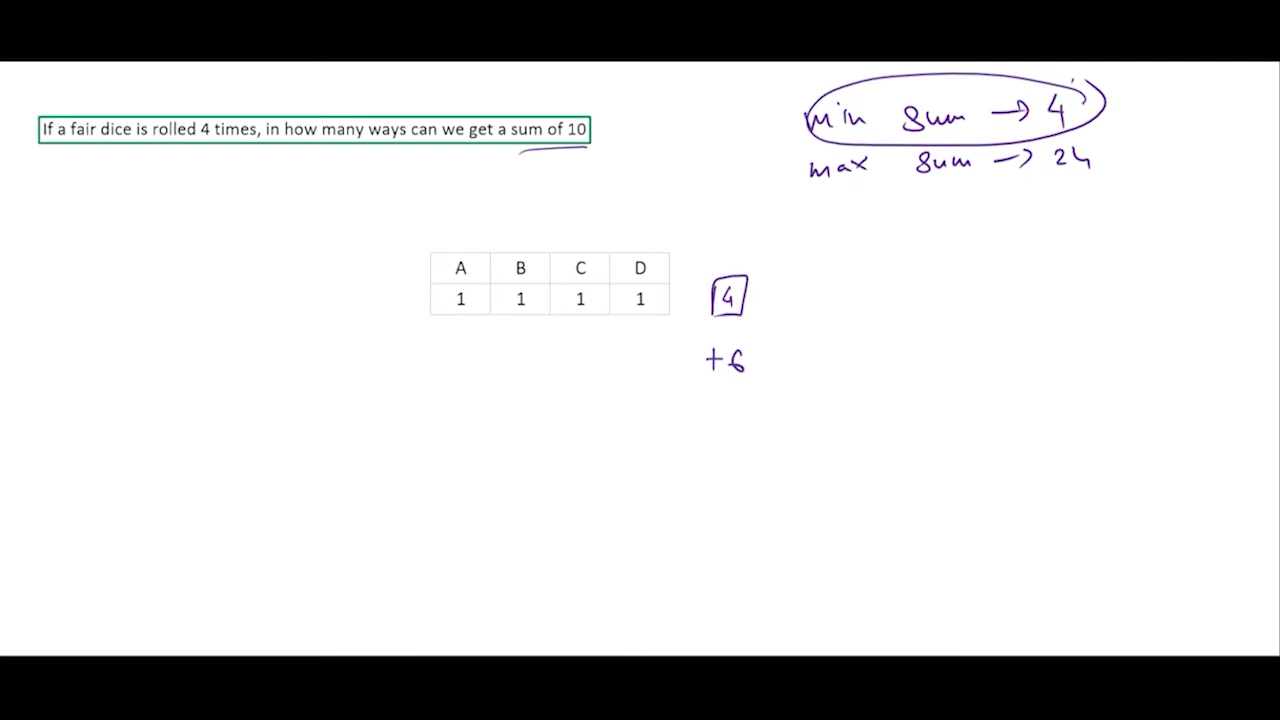 If a fair dice is rolled 4 times, in how many ways can we get a sum of 10
min sum → 4
max sum → 24
A B C D
1 1 1 1 4
+6